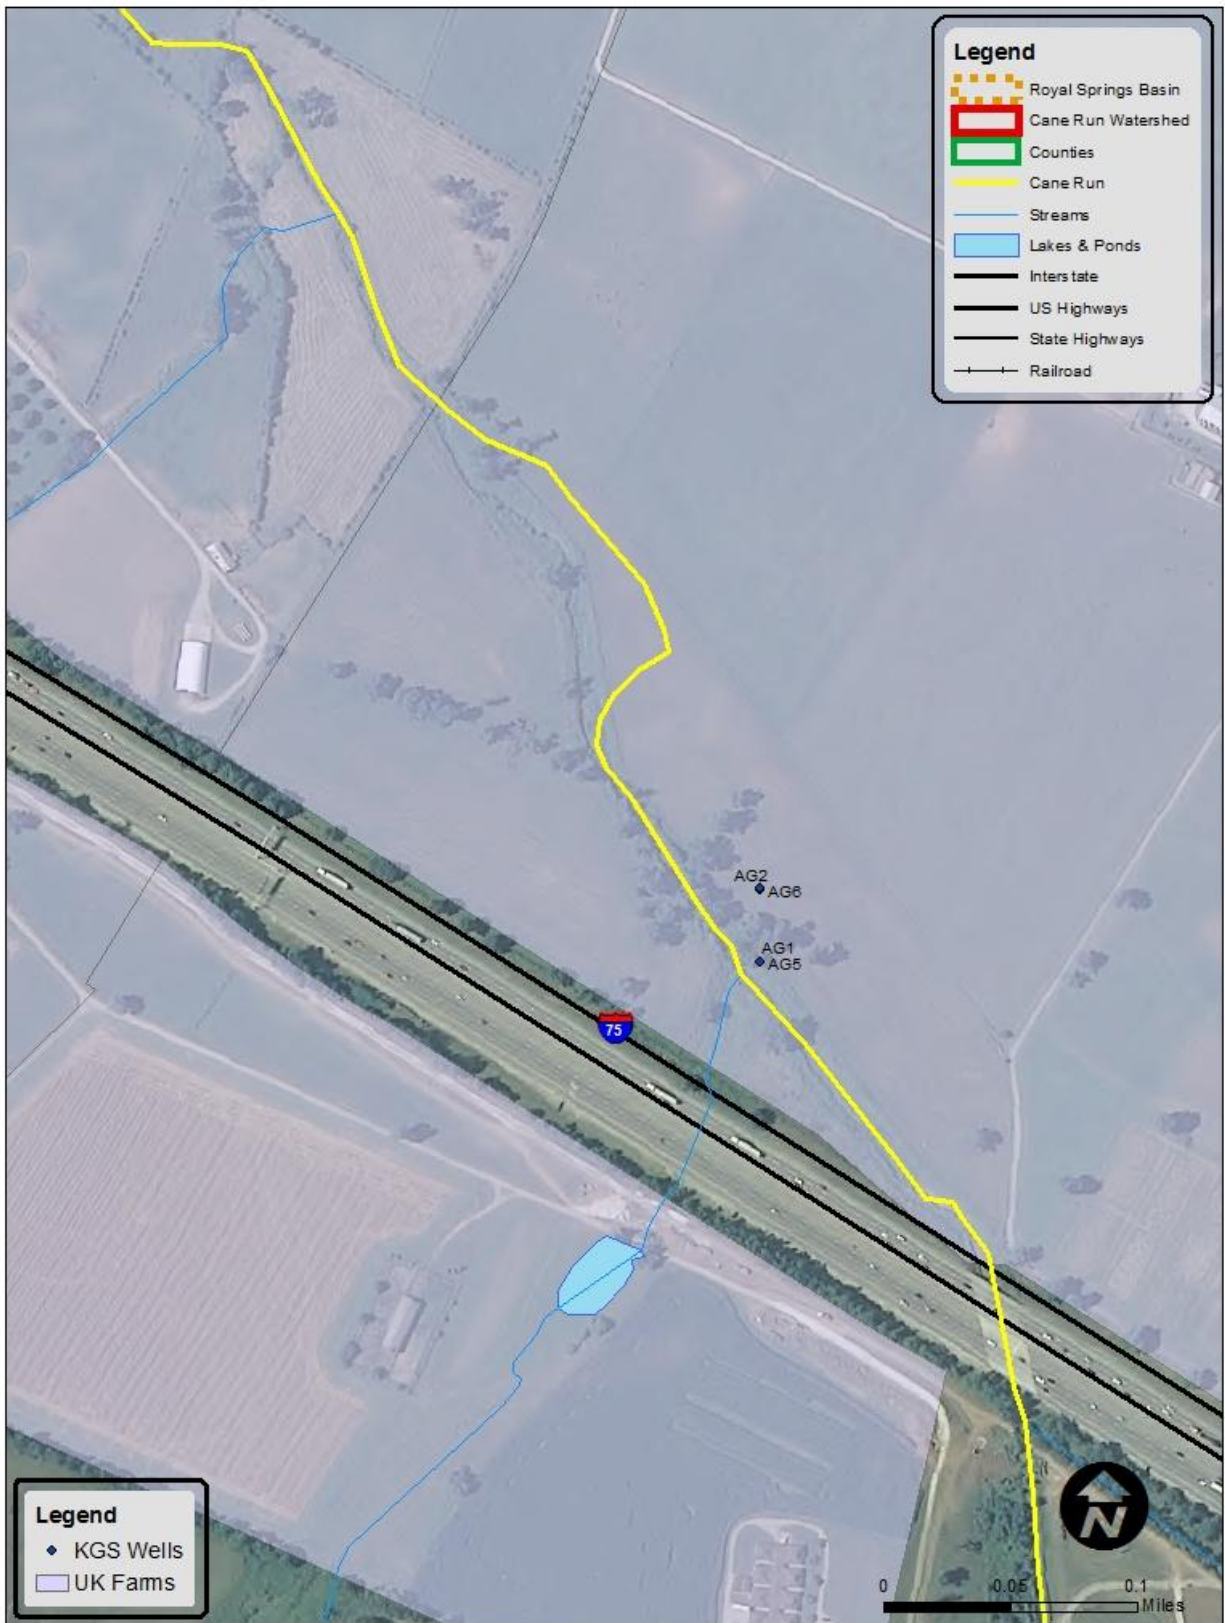 Legend
Royal Springs Basin
Cane Run Watershed
Counties
Cane Run
Streams
Lakes & Ponds
Interstate
US Highways
State Highways
Railroad
AG2
AG6
AG1
AG5
75
Legend
KGS Wells
UK Farms
N
0 0.05 0.1
Miles